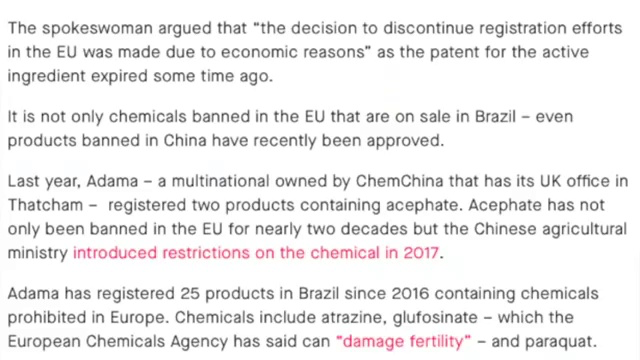 The spokeswoman argued that “the decision to discontinue registration efforts
in the EU was made due to economic reasons” as the patent for the active
ingredient expired some time ago.
It is not only chemicals banned in the EU that are on sale in Brazil – even
products banned in China have recently been approved.
Last year, Adama – a multinational owned by ChemChina that has its UK office in
Thatcham –  registered two products containing acephate. Acephate has not
only been banned in the EU for nearly two decades but the Chinese agricultural
ministry introduced restrictions on the chemical in 2017.
Adama has registered 25 products in Brazil since 2016 containing chemicals
prohibited in Europe. Chemicals include atrazine, glufosinate – which the
European Chemicals Agency has said can “damage fertility” – and paraquat.